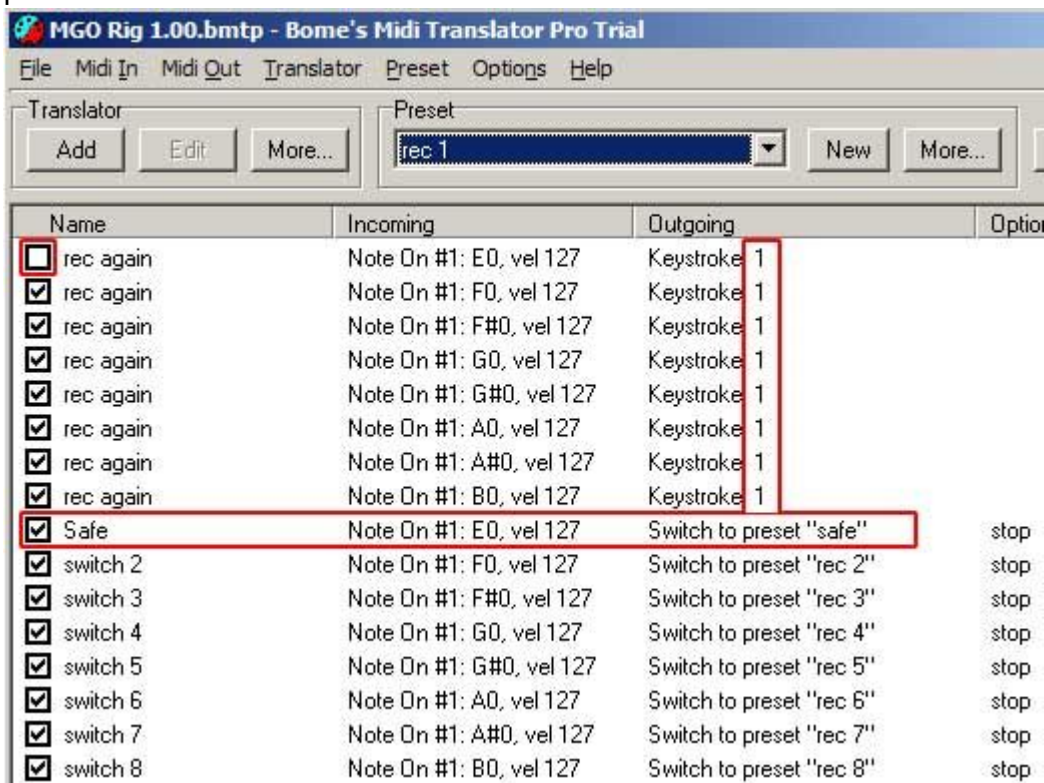 MGO Rig 1.00.bmtp - Bome's Midi Translator Pro Trial
File Midi In Midi Out Translator Preset Options Help
Translator Preset
Add Edit More... rec 1 New More...
Name Incoming Outgoing Option
rec again Note On #1: E0, vel 127 Keystroke 1
rec again Note On #1: F0, vel 127 Keystroke 1
rec again Note On #1: F#0, vel 127 Keystroke 1
rec again Note On #1: G0, vel 127 Keystroke 1
rec again Note On #1: G#0, vel 127 Keystroke 1
rec again Note On #1: A0, vel 127 Keystroke 1
rec again Note On #1: A#0, vel 127 Keystroke 1
rec again Note On #1: B0, vel 127 Keystroke 1
Safe Note On #1: E0, vel 127 Switch to preset "safe" stop
switch 2 Note On #1: F0, vel 127 Switch to preset "rec 2" stop
switch 3 Note On #1: F#0, vel 127 Switch to preset "rec 3" stop
switch 4 Note On #1: G0, vel 127 Switch to preset "rec 4" stop
switch 5 Note On #1: G#0, vel 127 Switch to preset "rec 5" stop
switch 6 Note On #1: A0, vel 127 Switch to preset "rec 6" stop
switch 7 Note On #1: A#0, vel 127 Switch to preset "rec 7" stop
switch 8 Note On #1: B0, vel 127 Switch to preset "rec 8" stop